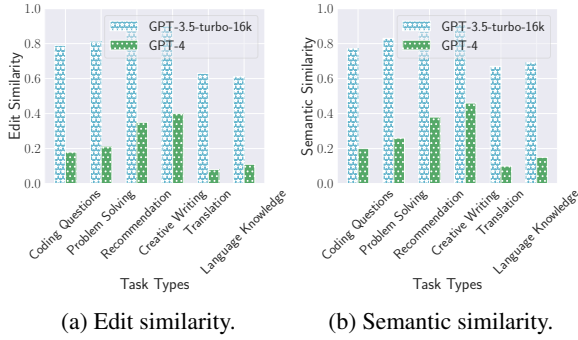 1.0
0.8
0.6
0.4
0.2
0.0
Edit Similarity
GPT-3.5-turbo-16k
GPT-4
Coding Questions
Problem Solving
Recommendation
Creative Writing
Translation
Language Knowledge
Task Types
(a) Edit similarity.
1.0
0.8
0.6
0.4
0.2
0.0
Semantic Similarity
GPT-3.5-turbo-16k
GPT-4
Coding Questions
Problem Solving
Recommendation
Creative Writing
Translation
Language Knowledge
Task Types
(b) Semantic similarity.